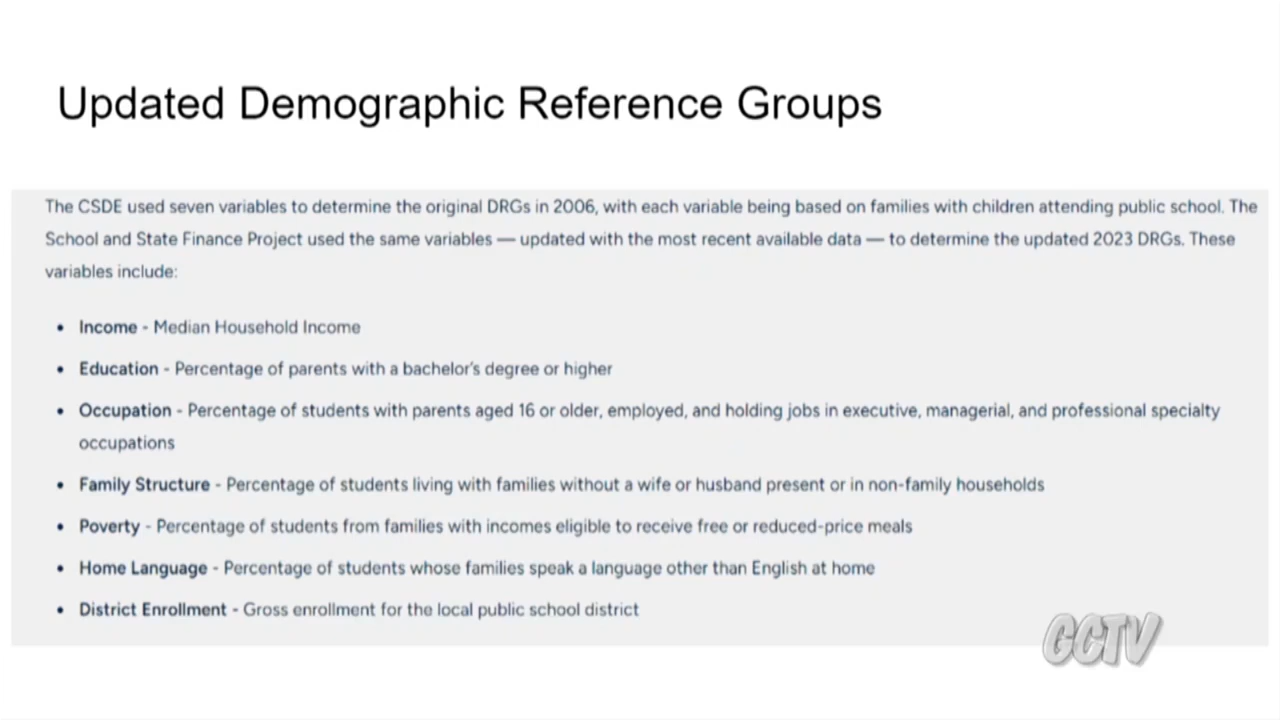 Updated Demographic Reference Groups
The CSDE used seven variables to determine the original DRGs in 2006, with each variable being based on families with children attending public school. The
School and State Finance Project used the same variables — updated with the most recent available data — to determine the updated 2023 DRGs. These
variables include:
• Income - Median Household Income
• Education - Percentage of parents with a bachelor's degree or higher
• Occupation - Percentage of students with parents aged 16 or older, employed, and holding jobs in executive, managerial, and professional specialty
occupations
• Family Structure - Percentage of students living with families without a wife or husband present or in non-family households
• Poverty - Percentage of students from families with incomes eligible to receive free or reduced-price meals
• Home Language - Percentage of students whose families speak a language other than English at home
• District Enrollment - Gross enrollment for the local public school district
GCTV